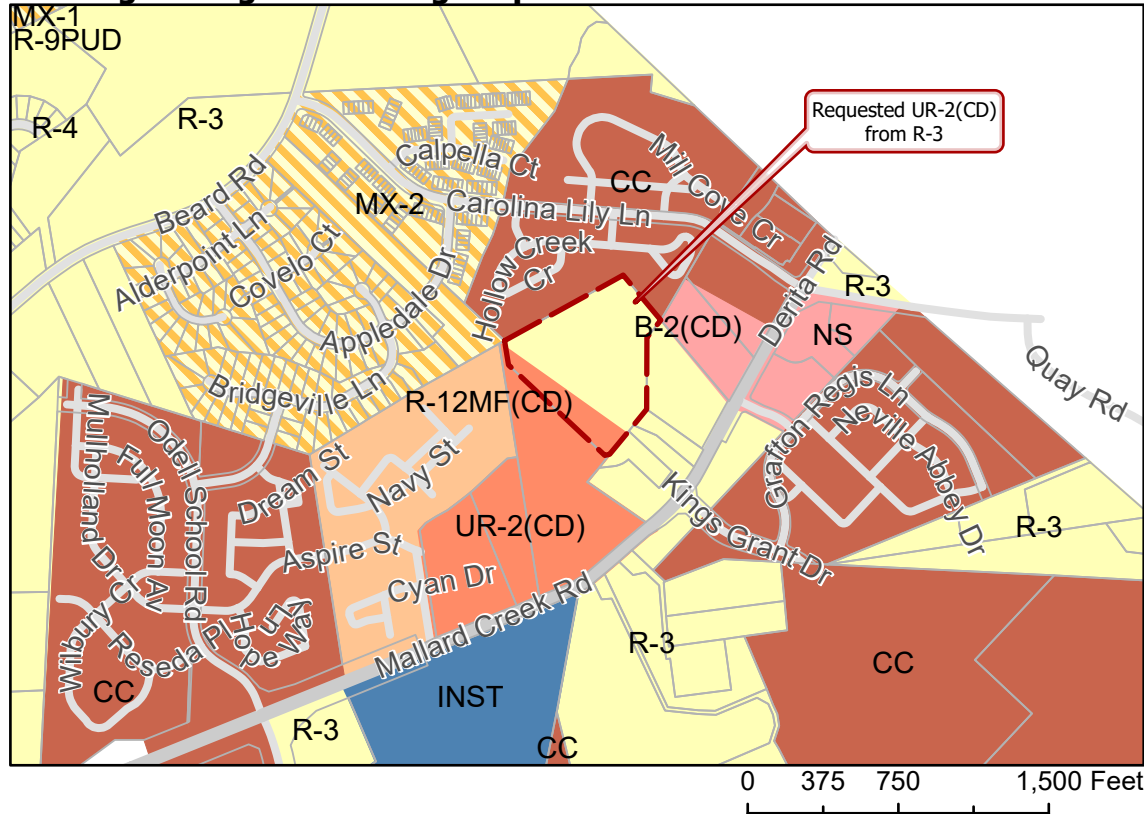 MX-1
R-9PUD
R-4
R-3
Requested UR-2(CD)
from R-3
Beard Rd
Calpella Ct
MX-2
CC
Mill Cove Cr
Carolina Lily Ln
Alderpoint Ln
Covelo Ct
Appledale Dr
Hollow Creek
Cr
Derita Rd
R-3
B-2(CD)
NS
Quay Rd
Bridgeville Ln
R-12MF(CD)
Grafton Regis Ln
Neville Abbey Dr
Mullholland Dr
Odell School Rd
Full Moon Av
Dream St
Navy St
Kings Grant Dr
R-3
UR-2(CD)
Aspire St
Cyan Dr
Mallard Creek Rd
Wilbury Cr
Reseda Pl
Hope Way
Ln
R-3
CC
CC
INST
R-3
CC
0 375 750 1,500 Feet